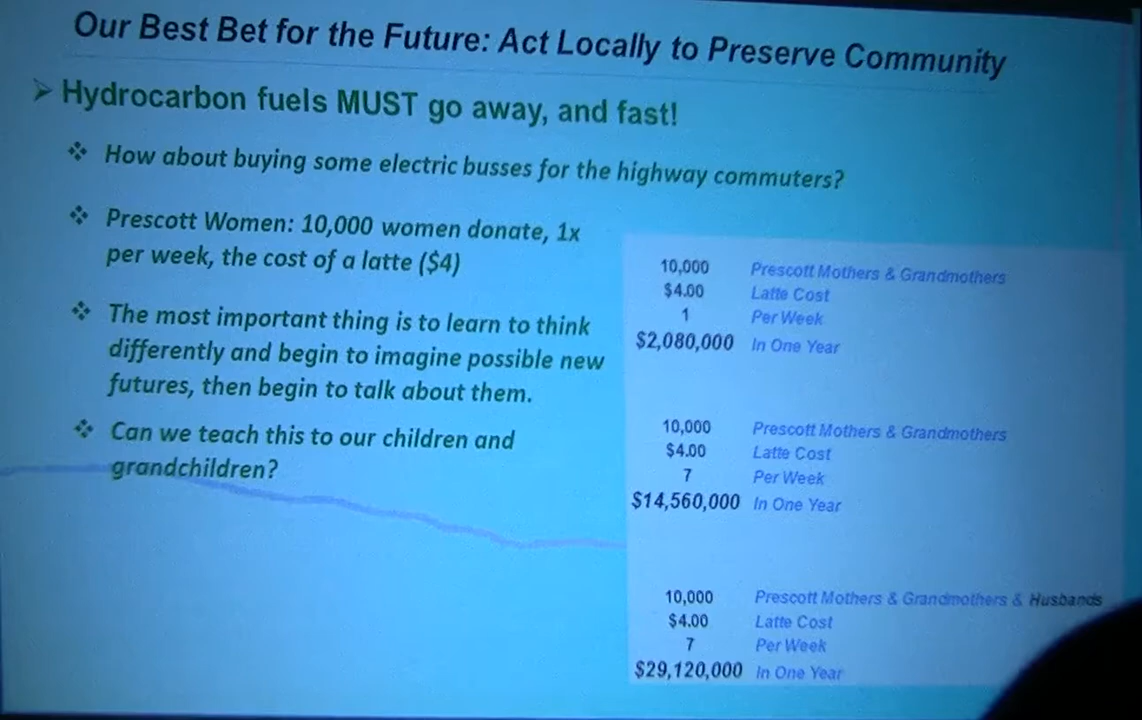 Our Best Bet for the Future: Act Locally to Preserve Community
Hydrocarbon fuels MUST go away, and fast!
How about buying some electric busses for the highway commuters?
Prescott Women: 10,000 women donate, 1x
per week, the cost of a latte ($4)
The most important thing is to learn to think
differently and begin to imagine possible new
futures, then begin to talk about them.
Can we teach this to our children and
grandchildren?
10,000 Prescott Mothers & Grandmothers
$4.00 Latte Cost
1 Per Week
$2,080,000 In One Year
10,000 Prescott Mothers & Grandmothers
$4.00 Latte Cost
7 Per Week
$14,560,000 In One Year
10,000 Prescott Mothers & Grandmothers & Husbands
$4.00 Latte Cost
7 Per Week
$29,120,000 In One Year